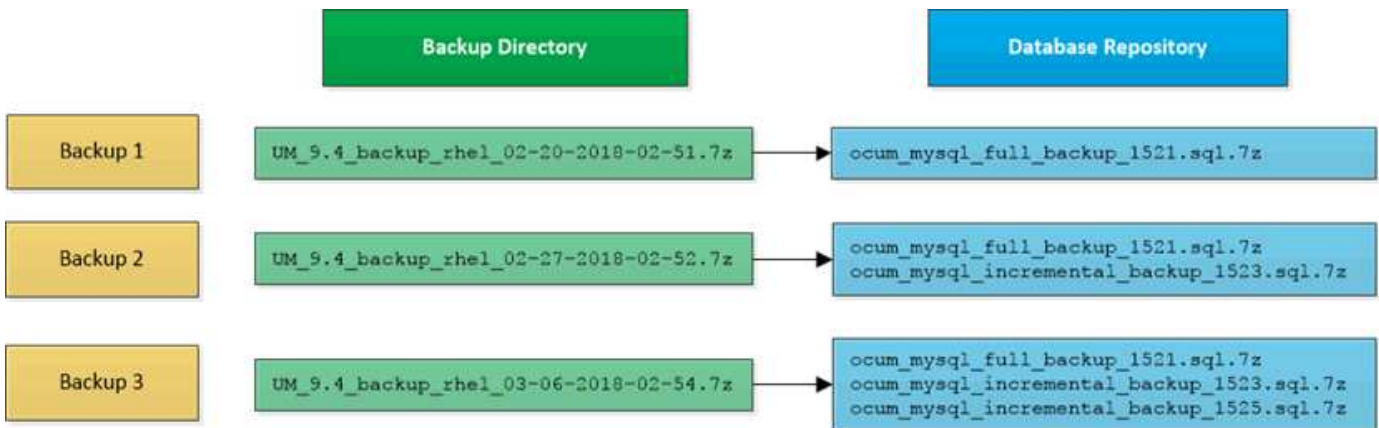 Backup Directory
Database Repository
Backup 1
UM_9.4_backup_rhel_02-20-2018-02-51.7z
ocum_mysql_full_backup_1521.sql.7z
Backup 2
UM_9.4_backup_rhel_02-27-2018-02-52.7z
ocum_mysql_full_backup_1521.sql.7z
ocum_mysql_incremental_backup_1523.sql.7z
Backup 3
UM_9.4_backup_rhel_03-06-2018-02-54.7z
ocum_mysql_full_backup_1521.sql.7z
ocum_mysql_incremental_backup_1523.sql.7z
ocum_mysql_incremental_backup_1525.sql.7z